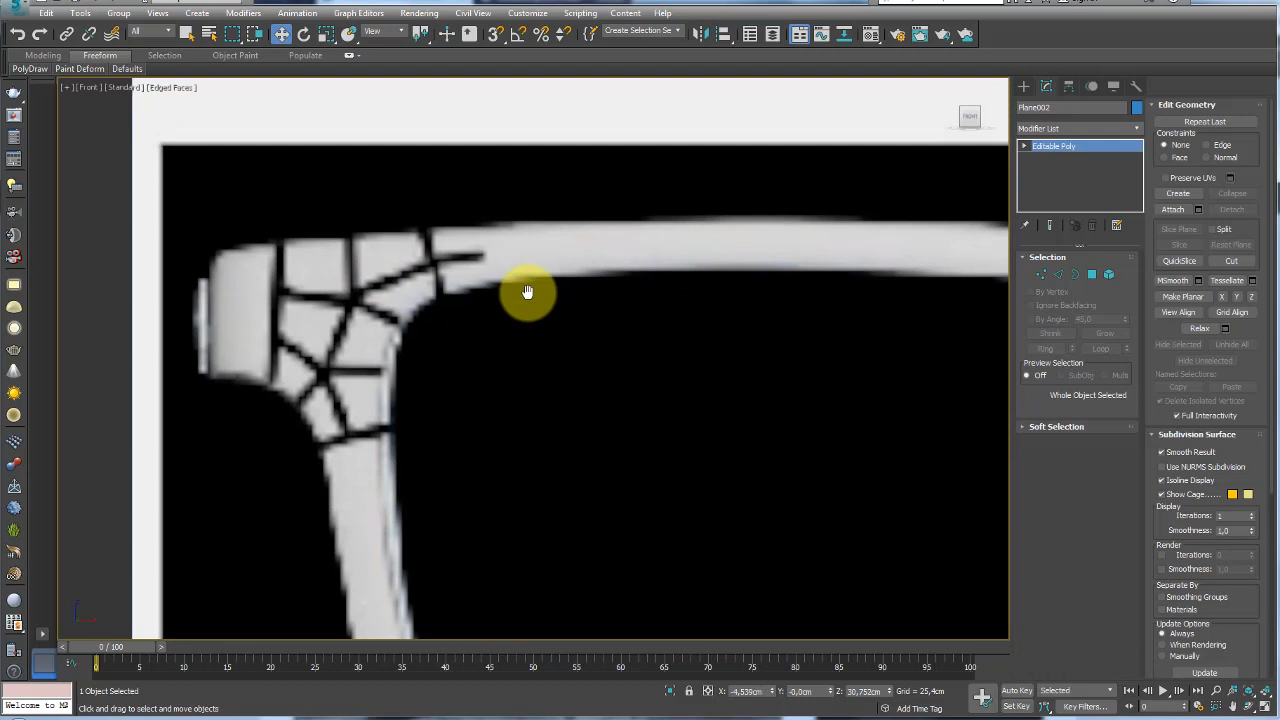 Edit Tools Group Views Create Modifiers Animation Graph Editors Rendering Civil View Customize Scripting Content Help
All View Create Selection Se
Modeling Freeform Selection Object Paint Populate
PolyDraw Paint Deform Defaults
[+] [Front] [Standard] [Edged Faces]
FRONT
Plane002
Modifier List
Editable Poly
Edit Geometry
Repeat Last
Constraints
None Edge
Face Normal
Preserve UVs
Create Collapse
Attach Detach
Slice Plane Split
Slice Reset Plane
QuickSlice Cut
MSmooth Tessellate
Make Planar X Y Z
View Align Grid Align
Relax
Hide Selected Unhide All
Hide Unselected
Named Selections:
Copy Paste
Delete Isolated Vertices
Full Interactivity
Selection
By Vertex
Ignore Backfacing
By Angle: 45,0
Shrink Grow
Ring Loop
Preview Selection
Off SubObj Multi
Whole Object Selected
Soft Selection
Subdivision Surface
Smooth Result
Use NURMS Subdivision
Isoline Display
Show Cage......
Display
Iterations: 1
Smoothness: 1,0
Render
Iterations: 0
Smoothness: 1,0
Separate By
Smoothing Groups
Materials
Update Options
Always
When Rendering
Manually
Update
0 / 100
0 5 10 15 20 25 30 35 40 45 50 55 60 65 70 75 80 85 90 95 100
1 Object Selected
X: -4,539cm Y: -0,0cm Z: 30,752cm Grid = 25,4cm
Auto Key Selected
Welcome to M
Click and drag to select and move objects
Add Time Tag
Set Key Key Filters... 0